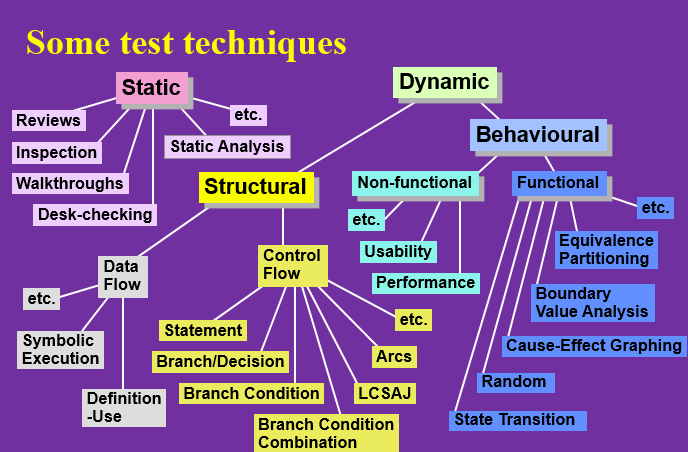 Some test techniques
Static
Reviews
Inspection
Walkthroughs
Desk-checking
Static Analysis
etc.
Dynamic
Structural
Data
Flow
etc.
Symbolic
Execution
Definition
-Use
Control
Flow
Statement
Branch/Decision
Branch Condition
Branch Condition
Combination
LCSAJ
Arcs
etc.
Behavioural
Non-functional
etc.
Usability
Performance
Functional
etc.
Equivalence
Partitioning
Boundary
Value Analysis
Cause-Effect Graphing
Random
State Transition